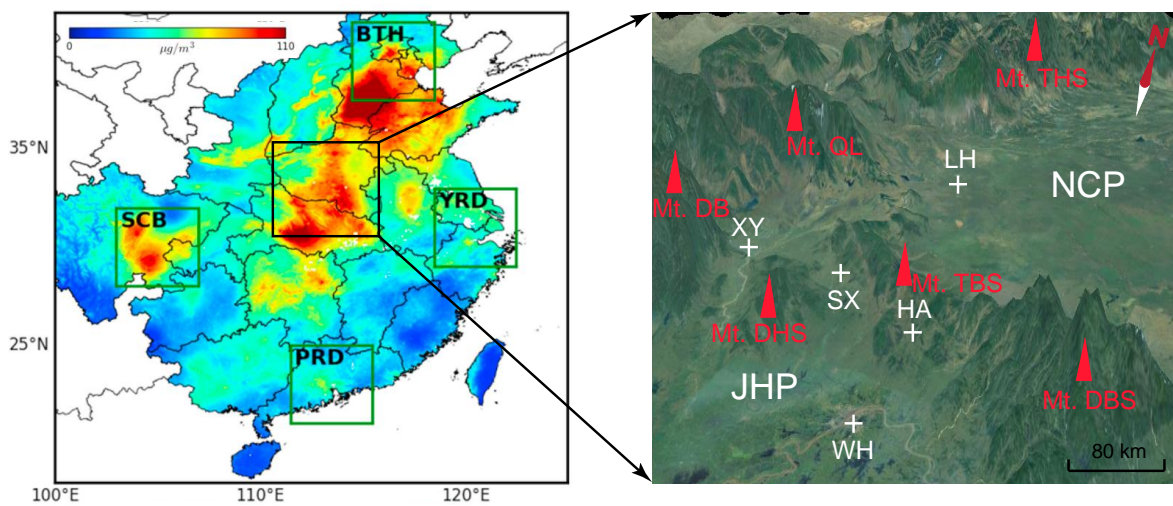 0
110
μg/m³
BTH
35°N
SCB
YRD
25°N
PRD
100°E
110°E
120°E
N
Mt. THS
Mt. QL
LH
NCP
Mt. DB
XY
SX
Mt. TBS
HA
Mt. DHS
JHP
Mt. DBS
WH
80 km